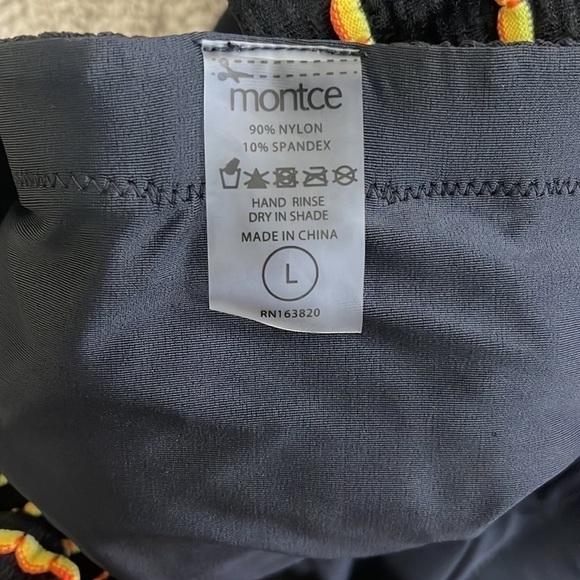 montce
90% NYLON
10% SPANDEX
HAND RINSE
DRY IN SHADE
MADE IN CHINA
L
RN163820